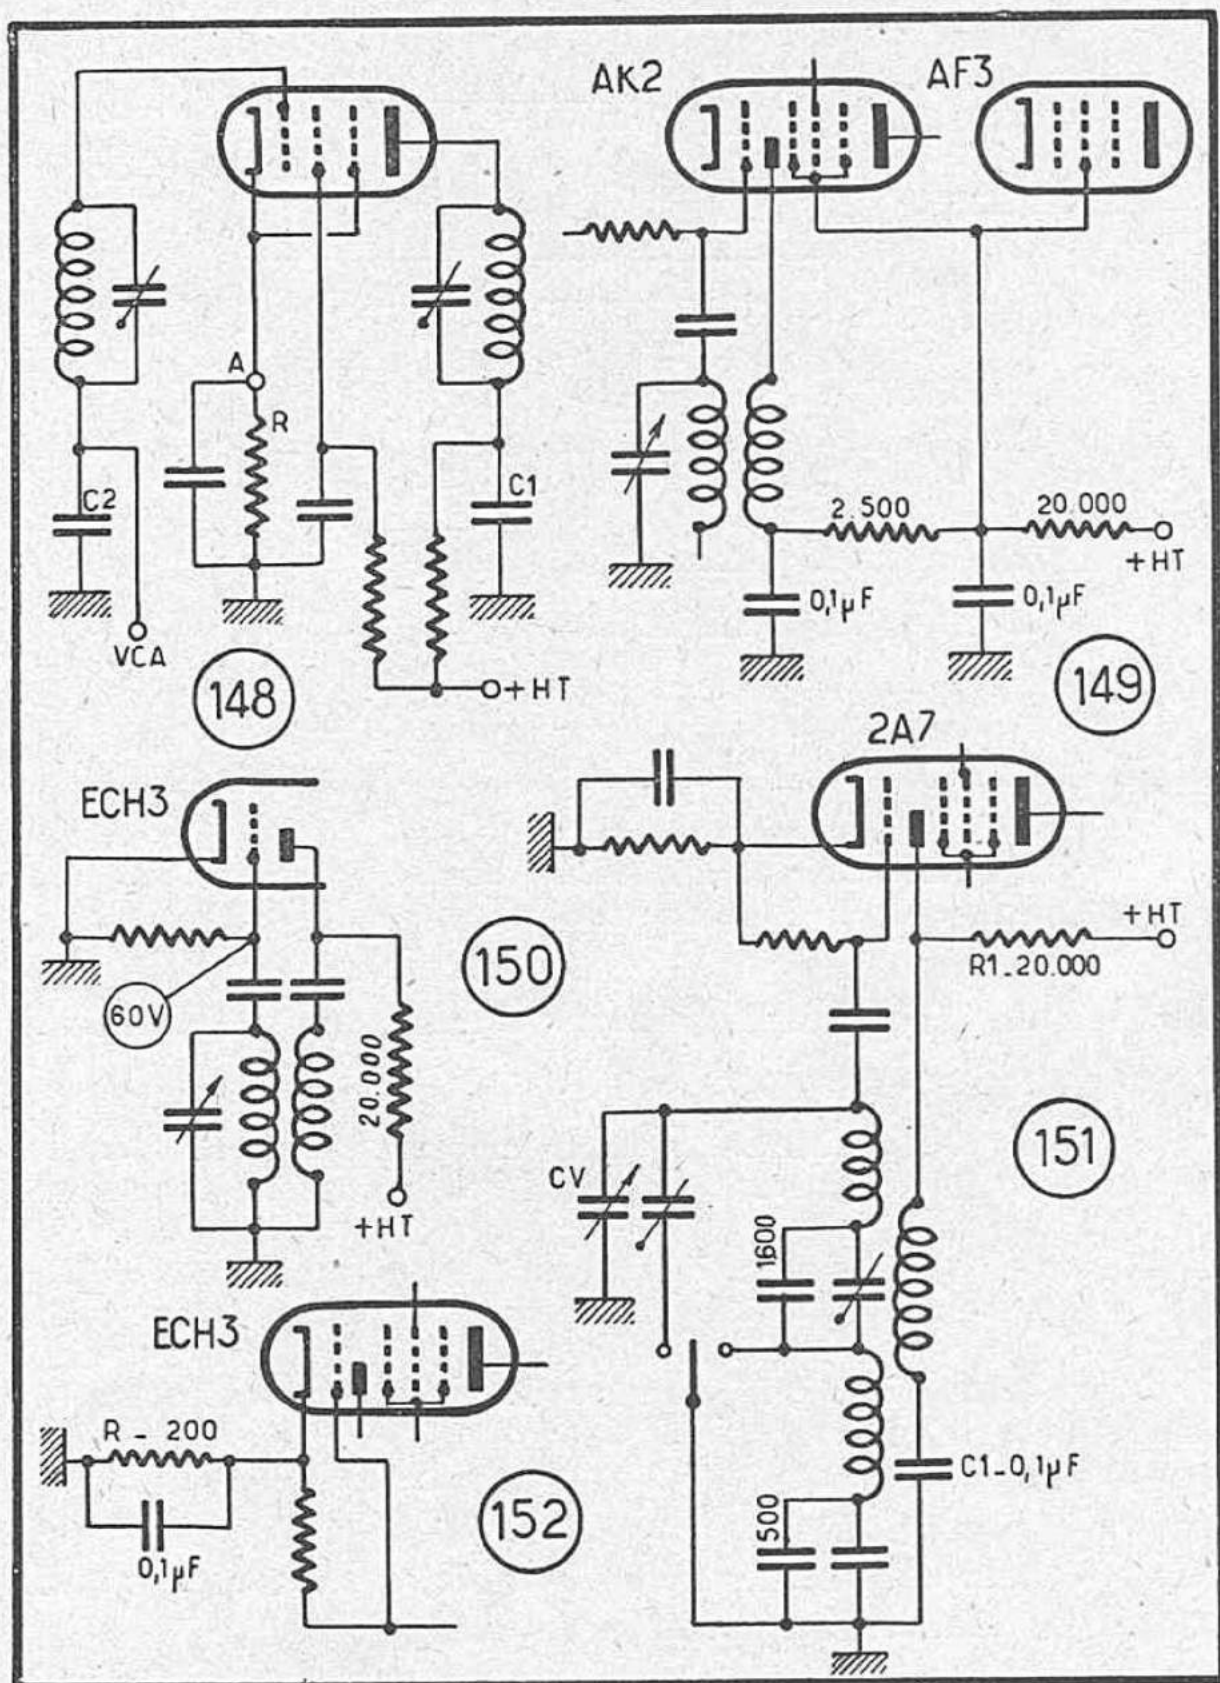 A
R
C2
C1
VCA
+HT
148
AK2
AF3
2.500
20.000
+HT
0,1µF
0,1µF
149
ECH3
60V
20.000
+HT
150
2A7
+HT
R1_20.000
CV
1600
500
C1_0,1µF
151
ECH3
R - 200
0,1µF
152